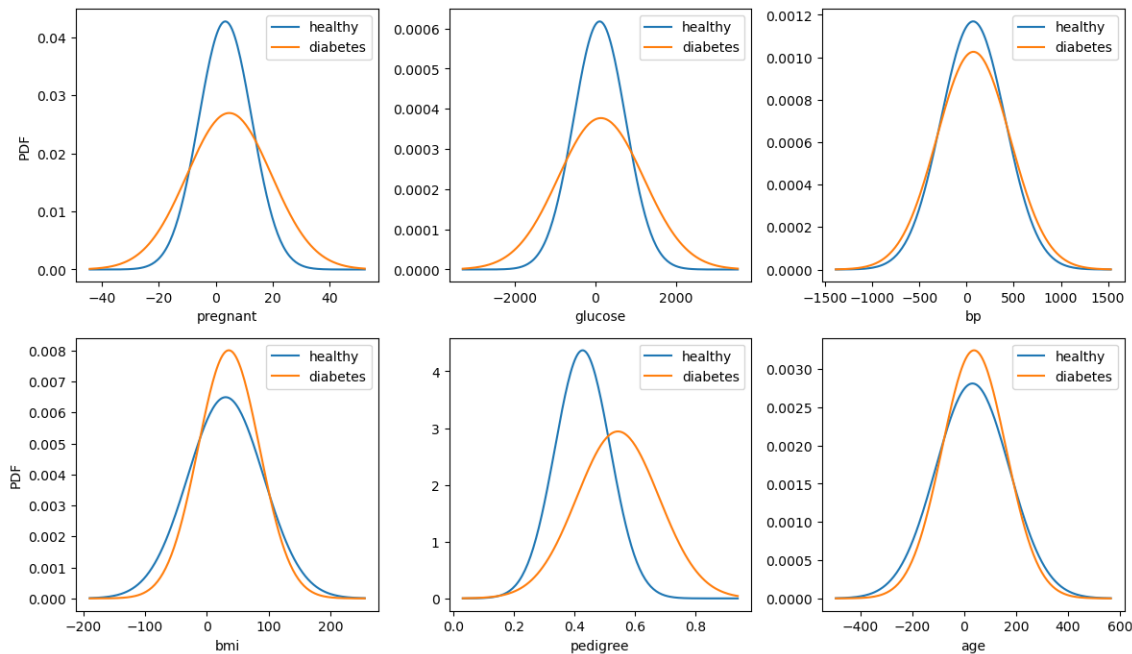 healthy
diabetes
0.04
0.03
0.02
0.01
0.00
PDF
−40 −20 0 20 40
pregnant
healthy
diabetes
0.0006
0.0005
0.0004
0.0003
0.0002
0.0001
0.0000
−2000 0 2000
glucose
healthy
diabetes
0.0012
0.0010
0.0008
0.0006
0.0004
0.0002
0.0000
−1500 −1000 −500 0 500 1000 1500
bp
healthy
diabetes
0.008
0.007
0.006
0.005
0.004
0.003
0.002
0.001
0.000
PDF
−200 −100 0 100 200
bmi
healthy
diabetes
4
3
2
1
0
0.0 0.2 0.4 0.6 0.8
pedigree
healthy
diabetes
0.0030
0.0025
0.0020
0.0015
0.0010
0.0005
0.0000
−400 −200 0 200 400 600
age